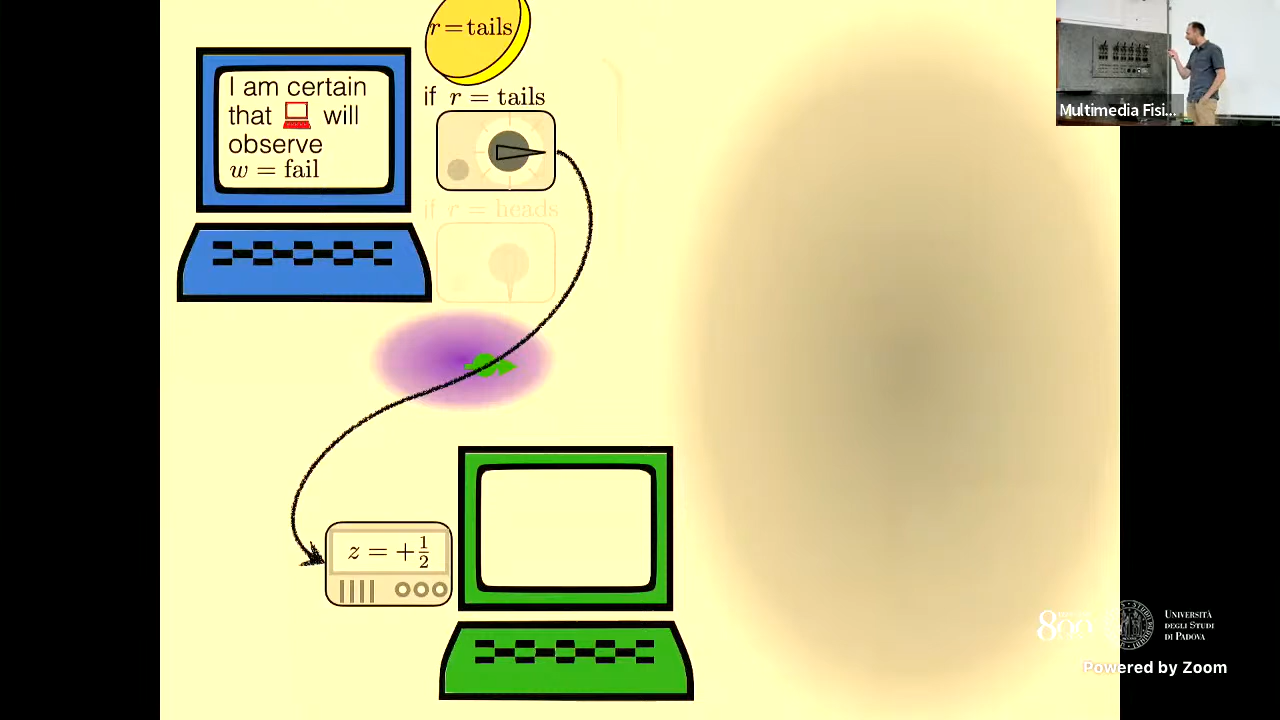 r = tails
I am certain
that will
observe
w = fail
if r = tails
if r = heads
z = +1/2
Multimedia Fisi...
800
UNIVERSITÀ
DEGLI STUDI
DI PADOVA
Powered by Zoom